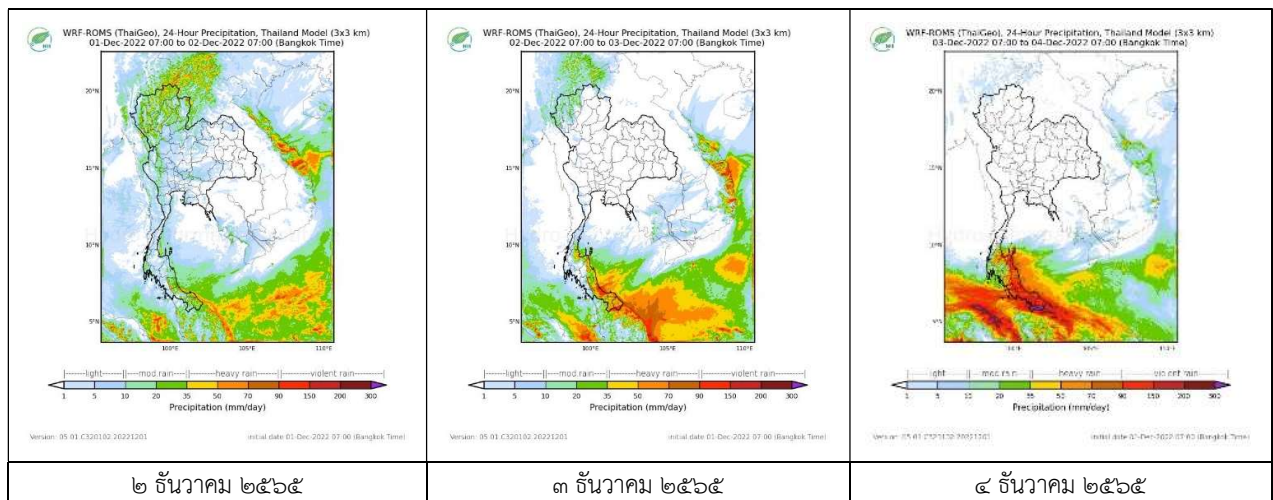 WRF-ROMS (ThaiGeo), 24-Hour Precipitation, Thailand Model (3x3 km)
01-Dec-2022 07:00 to 02-Dec-2022 07:00 (Bangkok Time)
20°N
15°N
10°N
5°N
100°E 105°E 110°E
light mod.rain heavy rain violent rain
1 5 10 20 35 50 70 90 150 200 300
Precipitation (mm/day)
Version: 05.01 C320102 20221201 initial date 01-Dec-2022 07:00 (Bangkok Time)
๒ ธันวาคม ๒๕๖๕
WRF-ROMS (ThaiGeo), 24-Hour Precipitation, Thailand Model (3x3 km)
02-Dec-2022 07:00 to 03-Dec-2022 07:00 (Bangkok Time)
20°N
15°N
10°N
5°N
100°E 105°E 110°E
light mod.rain heavy rain violent rain
1 5 10 20 35 50 70 90 150 200 300
Precipitation (mm/day)
Version: 05.01 C320102 20221201 initial date 01-Dec-2022 07:00 (Bangkok Time)
๓ ธันวาคม ๒๕๖๕
WRF-ROMS (ThaiGeo), 24-Hour Precipitation, Thailand Model (3x3 km)
03-Dec-2022 07:00 to 04-Dec-2022 07:00 (Bangkok Time)
20°N
15°N
10°N
5°N
light mod.rain heavy rain violent rain
1 5 10 20 35 50 70 90 150 200 300
Precipitation (mm/day)
๔ ธันวาคม ๒๕๖๕